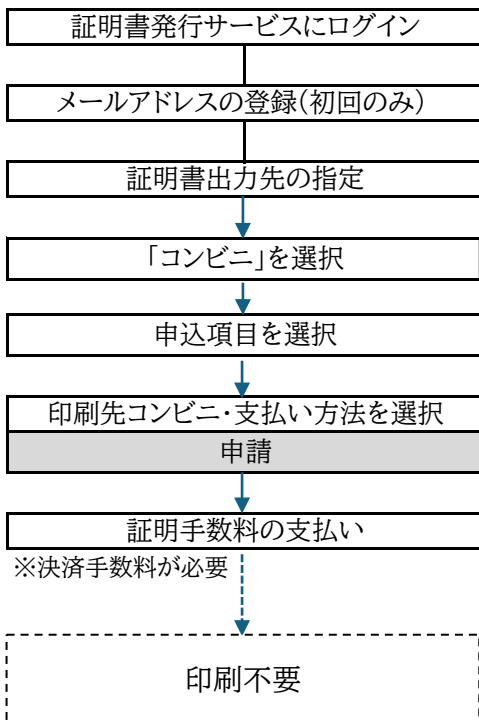 証明書発行サービスにログイン
メールアドレスの登録(初回のみ)
証明書出力先の指定
「コンビニ」を選択
申込項目を選択
印刷先コンビニ・支払い方法を選択
申請
証明手数料の支払い
※決済手数料が必要
印刷不要